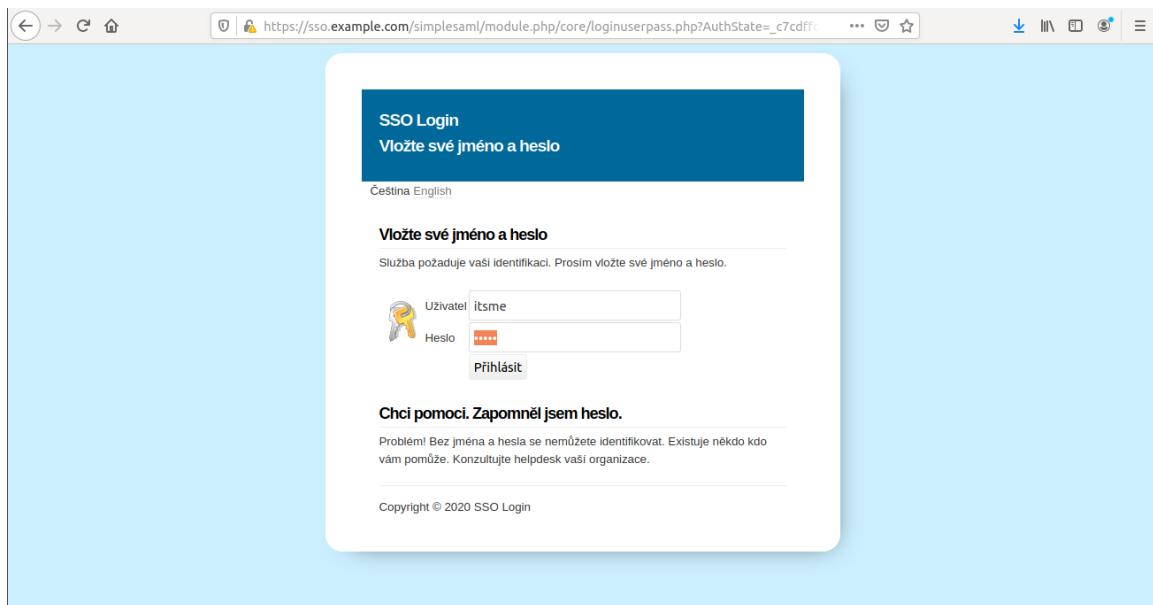 https://sso.example.com/simplesaml/module.php/core/loginuserpass.php?AuthState=_c7cdff
SSO Login
Vložte své jméno a heslo
Čeština English
Vložte své jméno a heslo
Služba požaduje vaši identifikaci. Prosím vložte své jméno a heslo.
Uživatel itsme
Heslo •••••
Přihlásit
Chci pomoci. Zapomněl jsem heslo.
Problém! Bez jména a hesla se nemůžete identifikovat. Existuje někdo kdo
vám pomůže. Konzultujte helpdesk vaší organizace.
Copyright © 2020 SSO Login